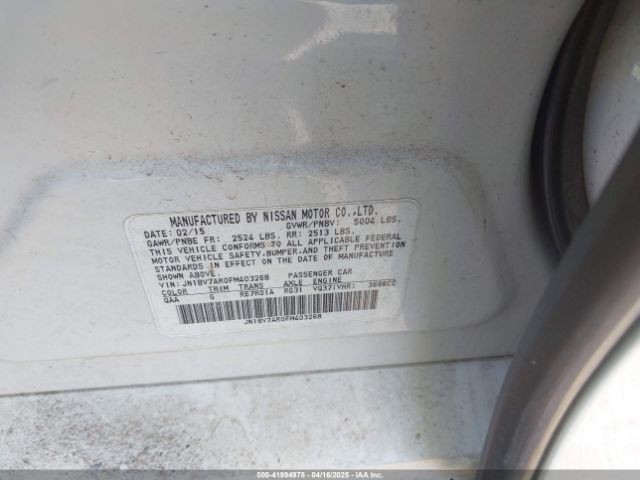 MANUFACTURED BY NISSAN MOTOR CO.,LTD.
DATE: 02/15 GVWR/PNBV: 5004 LBS.
GAWR/PNBE FR: 2524 LBS. RR: 2513 LBS.
THIS VEHICLE CONFORMS TO ALL APPLICABLE FEDERAL
MOTOR VEHICLE SAFETY, BUMPER, AND THEFT PREVENTION
STANDARDS IN EFFECT ON THE DATE OF MANUFACTURE
SHOWN ABOVE.
VIN: JN1BV7AR0FM403268 PASSENGER CAR
COLOR TRIM TRANS AXLE ENGINE
QAA G RE7R01A RG31 VQ37(VHR) 3696CC
JN1BV7AR0FM403268
000-41994978 - 04/16/2025 - IAA